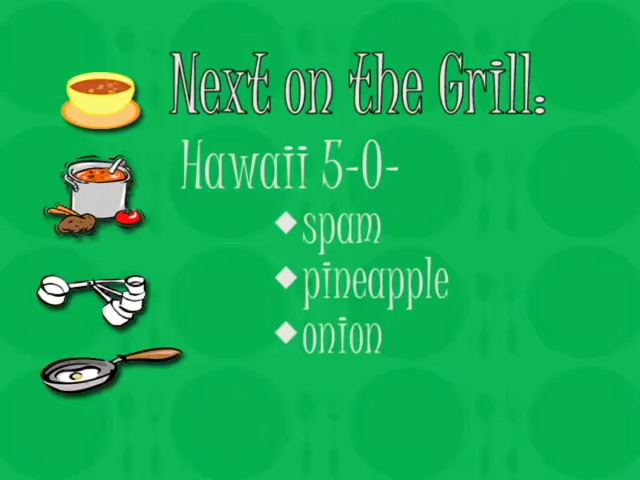 Next on the Grill:
Hawaii 5-0-
◆spam
◆pineapple
◆onion